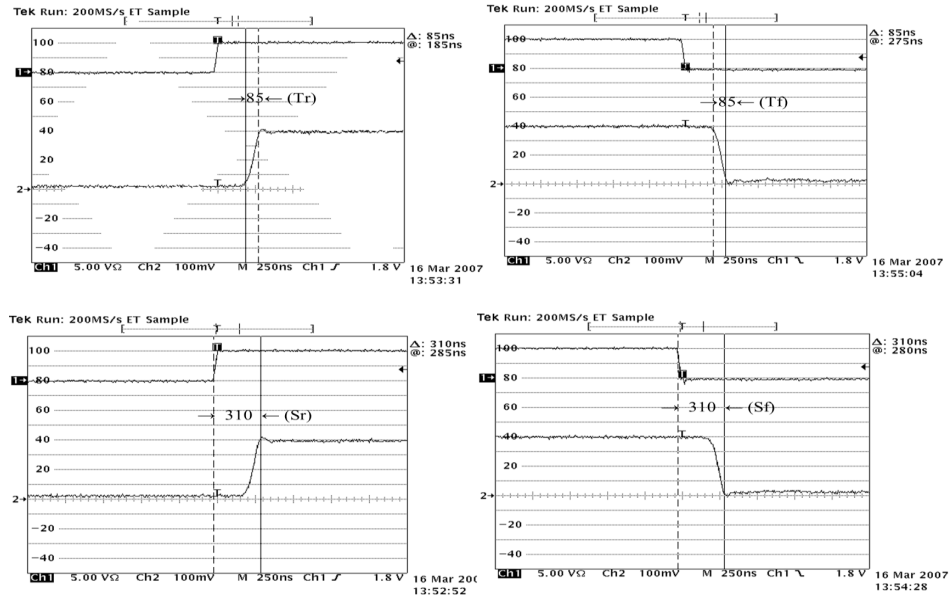 Tek Run: 200MS/s ET Sample
T
Δ: 85ns
@: 185ns
100
T
1→
80
60
→85← (Tr)
40
20
T
2→
−20
−40
Ch1 5.00 VΩ Ch2 100mV M 250ns Ch1 1.8 V
16 Mar 2007
13:53:31
Tek Run: 200MS/s ET Sample
Δ: 85ns
@: 275ns
100
1→
80
60
→85← (Tf)
T
40
20
2→
−20
−40
Ch1 5.00 VΩ Ch2 100mV M 250ns Ch1 1.8 V
16 Mar 2007
13:55:04
Tek Run: 200MS/s ET Sample
T
Δ: 310ns
@: 285ns
100
T
1→
80
60
→ 310 ← (Sr)
40
20
T
2→
−20
−40
Ch1 5.00 VΩ Ch2 100mV M 250ns Ch1 1.8 V
16 Mar 200
13:52:52
Tek Run: 200MS/s ET Sample
T
Δ: 310ns
@: 280ns
100
1→
80
T
60
→ 310 ← (Sf)
T
40
20
2→
−20
−40
Ch1 5.00 VΩ Ch2 100mV M 250ns Ch1 1.8 V
16 Mar 2007
13:54:28